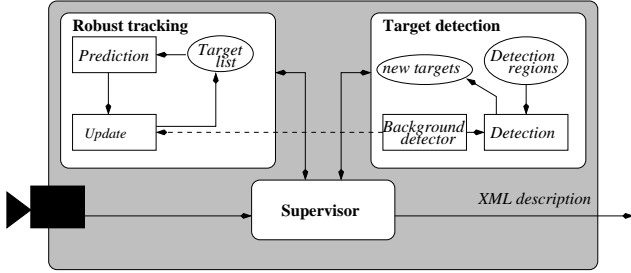 Robust tracking
Prediction
Target
list
Update
Target detection
new targets
Detection
regions
Background
detector
Detection
Supervisor
XML description